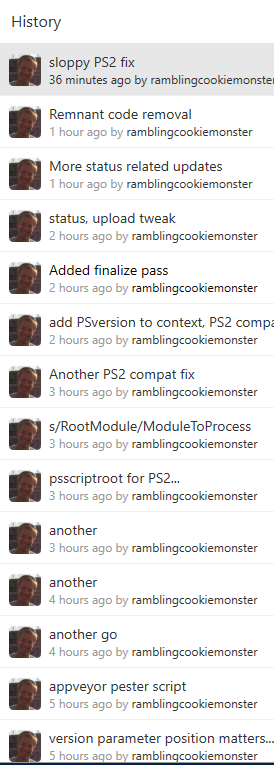 History
sloppy PS2 fix
36 minutes ago by ramblingcookiemonster
Remnant code removal
1 hour ago by ramblingcookiemonster
More status related updates
1 hour ago by ramblingcookiemonster
status, upload tweak
2 hours ago by ramblingcookiemonster
Added finalize pass
2 hours ago by ramblingcookiemonster
add PSversion to context, PS2 compa
2 hours ago by ramblingcookiemonster
Another PS2 compat fix
3 hours ago by ramblingcookiemonster
s/RootModule/ModuleToProcess
3 hours ago by ramblingcookiemonster
psscriptroot for PS2...
3 hours ago by ramblingcookiemonster
another
3 hours ago by ramblingcookiemonster
another
4 hours ago by ramblingcookiemonster
another go
4 hours ago by ramblingcookiemonster
appveyor pester script
5 hours ago by ramblingcookiemonster
version parameter position matters...
5 hours ago by ramblingcookiemonster